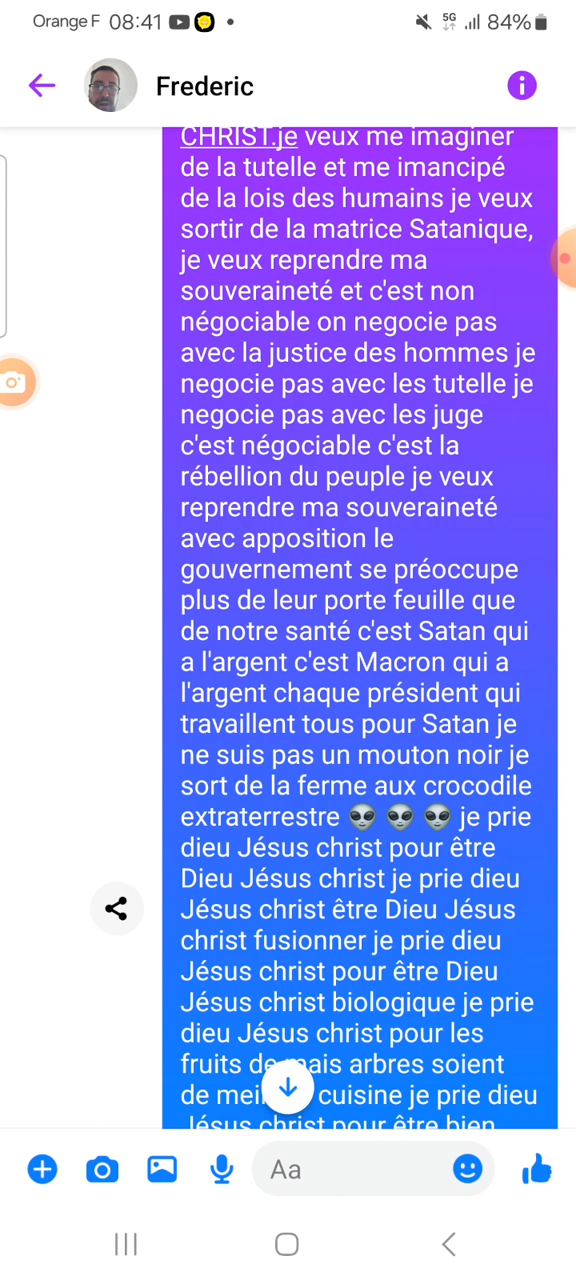 Orange F 08:41 5G 84%
Frederic
CHRIST.je veux me imaginer
de la tutelle et me imancipé
de la lois des humains je veux
sortir de la matrice Satanique,
je veux reprendre ma
souveraineté et c'est non
négociable on negocie pas
avec la justice des hommes je
negocie pas avec les tutelle je
negocie pas avec les juge
c'est négociable c'est la
rébellion du peuple je veux
reprendre ma souveraineté
avec apposition le
gouvernement se préoccupe
plus de leur porte feuille que
de notre santé c'est Satan qui
a l'argent c'est Macron qui a
l'argent chaque président qui
travaillent tous pour Satan je
ne suis pas un mouton noir je
sort de la ferme aux crocodile
extraterrestre 👽 👽 👽 je prie
dieu Jésus christ pour être
Dieu Jésus christ je prie dieu
Jésus christ être Dieu Jésus
christ fusionner je prie dieu
Jésus christ pour être Dieu
Jésus christ biologique je prie
dieu Jésus christ pour les
fruits de mais arbres soient
de cuisine je prie dieu
Jésus christ pour être bien
Aa